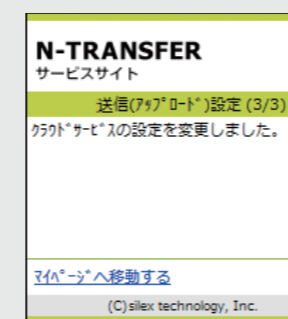 N-TRANSFER
サービスサイト
送信(ｱｯﾌﾟﾛｰﾄﾞ)設定 (3/3)
ｸﾗｳﾄﾞｻｰﾋﾞｽの設定を変更しました。
ﾏｲﾍﾟｰｼﾞへ移動する
(C)silex technology, Inc.